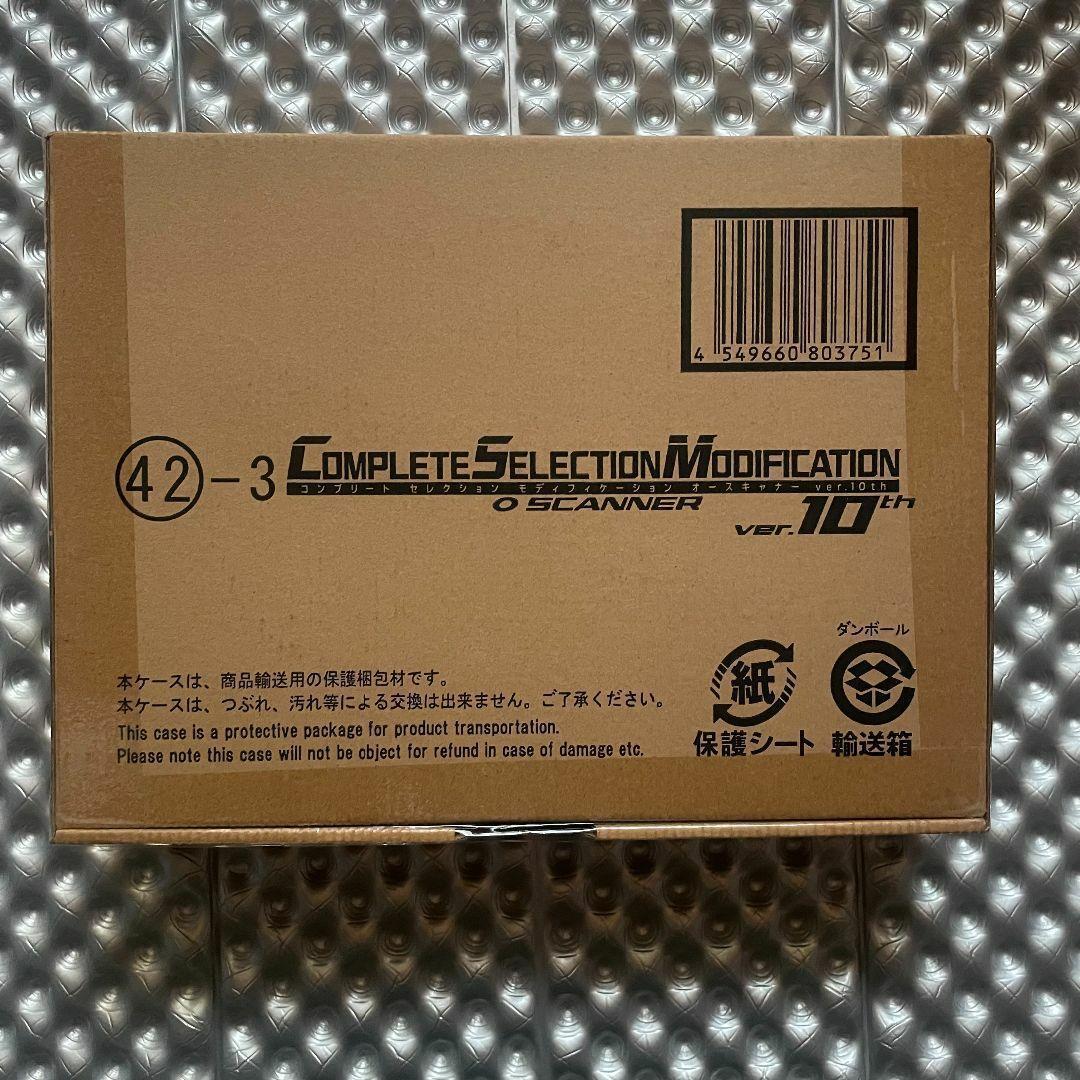 4 549660 803751
42-3 COMPLETE SELECTION MODIFICATION
コンプリート セレクション モディフィケーション オースキャナー ver.10th
O SCANNER
ver.10th
ダンボール
紙
保護シート 輸送箱
本ケースは、商品輸送用の保護梱包材です。
本ケースは、つぶれ、汚れ等による交換は出来ません。ご了承ください。
This case is a protective package for product transportation.
Please note this case will not be object for refund in case of damage etc.